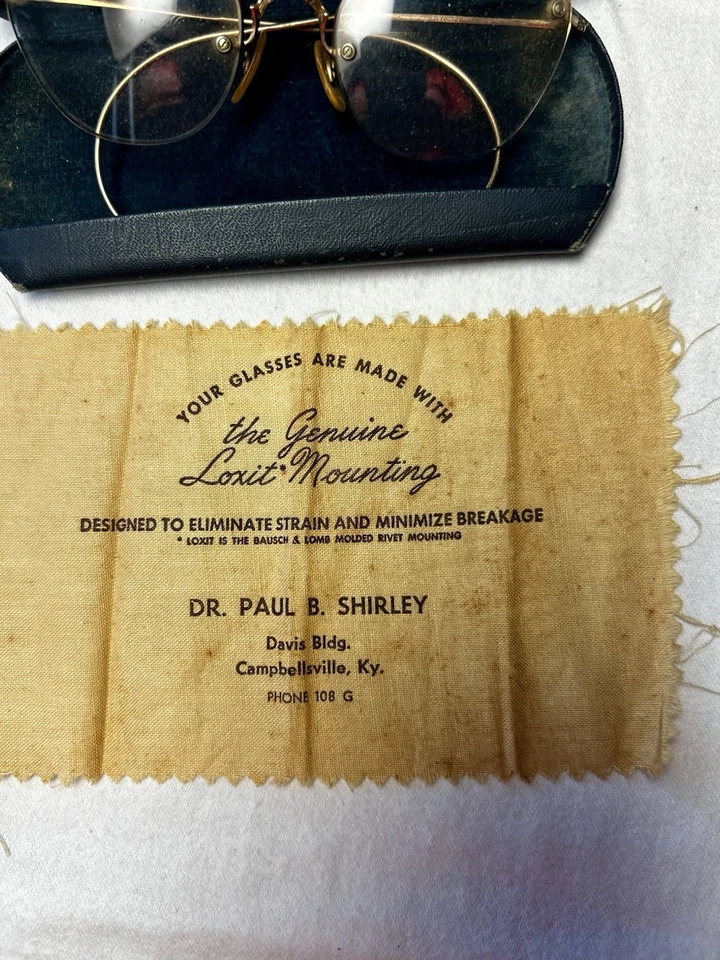 YOUR GLASSES ARE MADE WITH
the Genuine
Loxit* Mounting
DESIGNED TO ELIMINATE STRAIN AND MINIMIZE BREAKAGE
* LOXIT IS THE BAUSCH & LOMB MOLDED RIVET MOUNTING
DR. PAUL B. SHIRLEY
Davis Bldg.
Campbellsville, Ky.
PHONE 108 G